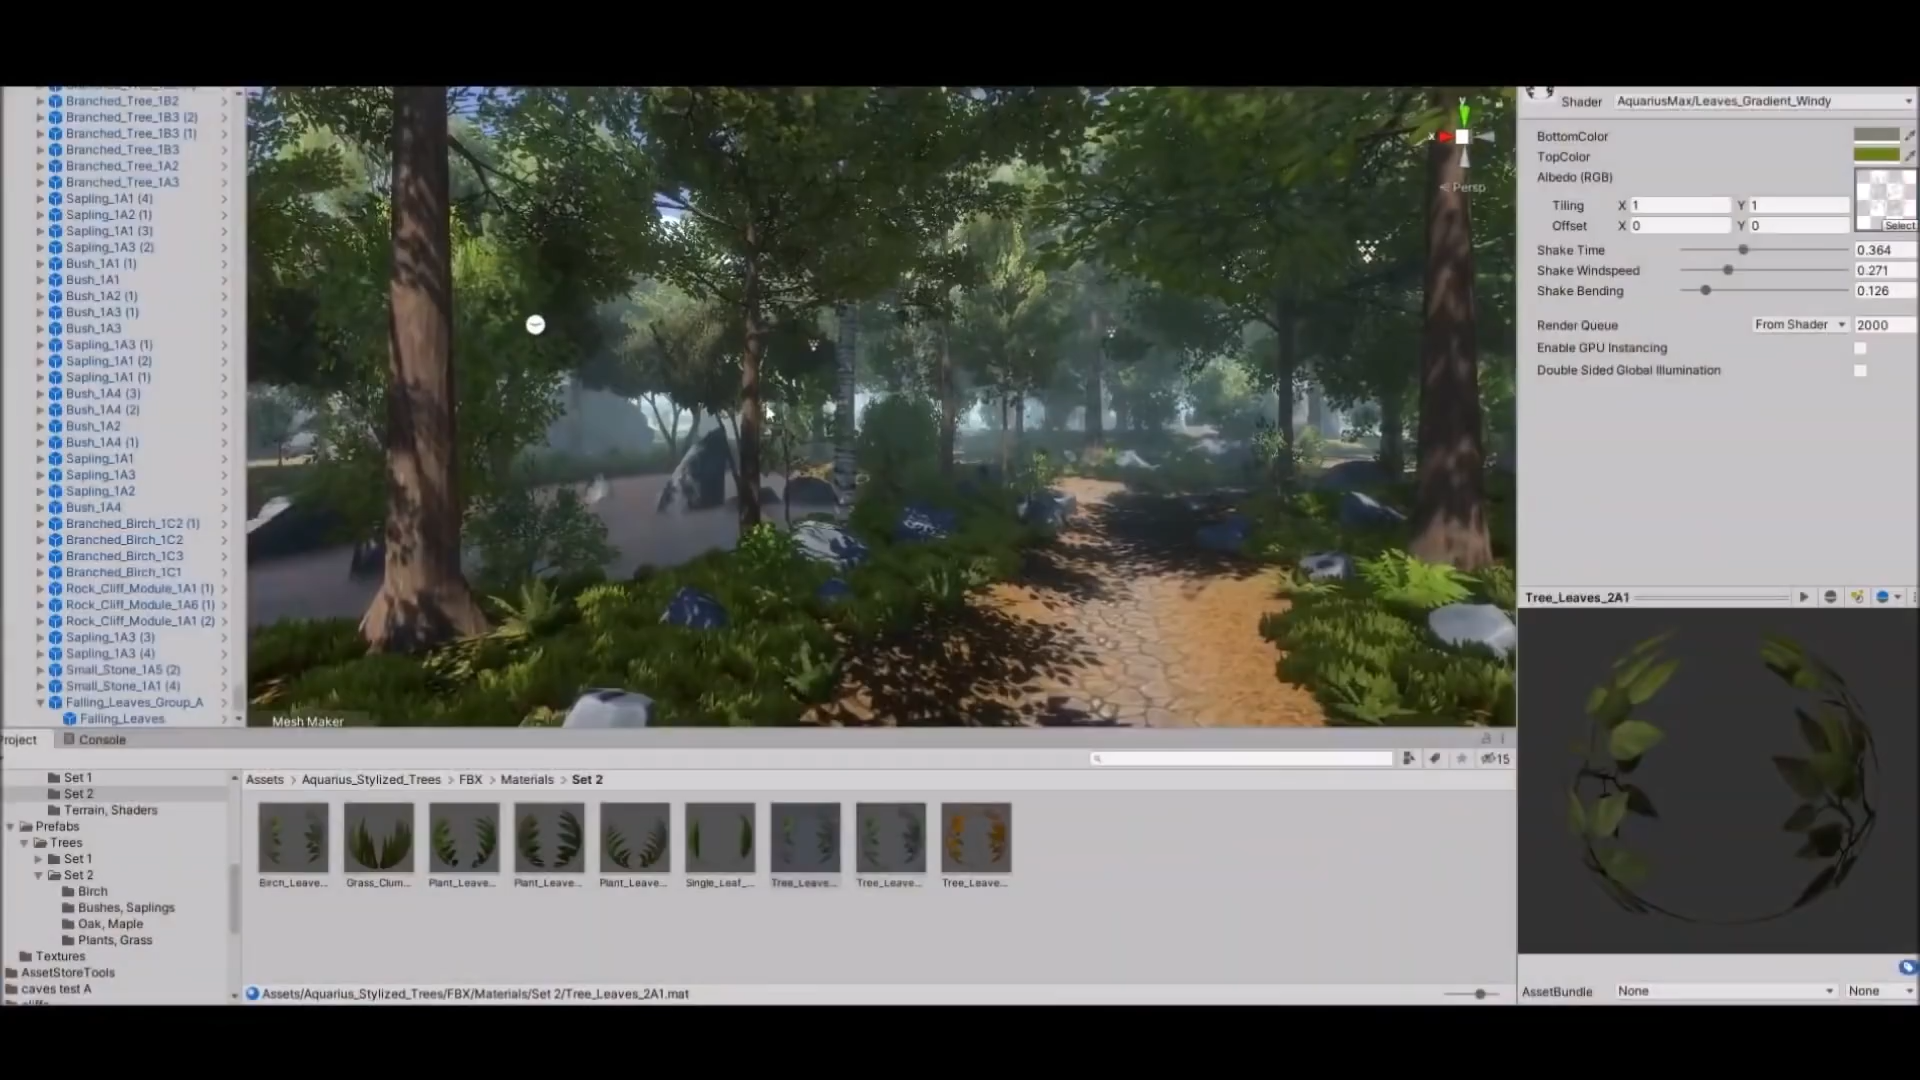 Branched_Tree_1B2
Branched_Tree_1B3 (2)
Branched_Tree_1B3 (1)
Branched_Tree_1B3
Branched_Tree_1A2
Branched_Tree_1A3
Sapling_1A1 (4)
Sapling_1A2 (1)
Sapling_1A1 (3)
Sapling_1A3 (2)
Bush_1A1 (1)
Bush_1A1
Bush_1A2 (1)
Bush_1A3 (1)
Bush_1A3
Sapling_1A3 (1)
Sapling_1A1 (2)
Sapling_1A1 (1)
Bush_1A4 (3)
Bush_1A4 (2)
Bush_1A2
Bush_1A4 (1)
Sapling_1A1
Sapling_1A3
Sapling_1A2
Bush_1A4
Branched_Birch_1C2 (1)
Branched_Birch_1C2
Branched_Birch_1C3
Branched_Birch_1C1
Rock_Cliff_Module_1A1 (1)
Rock_Cliff_Module_1A6 (1)
Rock_Cliff_Module_1A1 (2)
Sapling_1A3 (3)
Sapling_1A3 (4)
Small_Stone_1A5 (2)
Small_Stone_1A1 (4)
Falling_Leaves_Group_A
Falling_Leaves
y
x
< Persp
Mesh Maker
Shader AquariusMax/Leaves_Gradient_Windy
BottomColor
TopColor
Albedo (RGB)
Tiling X 1 Y 1
Offset X 0 Y 0
Select
Shake Time 0.364
Shake Windspeed 0.271
Shake Bending 0.126
Render Queue From Shader 2000
Enable GPU Instancing
Double Sided Global Illumination
Tree_Leaves_2A1
Project Console
15
Set 1
Set 2
Terrain, Shaders
Prefabs
Trees
Set 1
Set 2
Birch
Bushes, Saplings
Oak, Maple
Plants, Grass
Textures
AssetStoreTools
caves test A
Assets > Aquarius_Stylized_Trees > FBX > Materials > Set 2
Birch_Leave... Grass_Clum... Plant_Leave... Plant_Leave... Plant_Leave... Single_Leaf_... Tree_Leave... Tree_Leave... Tree_Leave...
Assets/Aquarius_Stylized_Trees/FBX/Materials/Set 2/Tree_Leaves_2A1.mat
AssetBundle None None